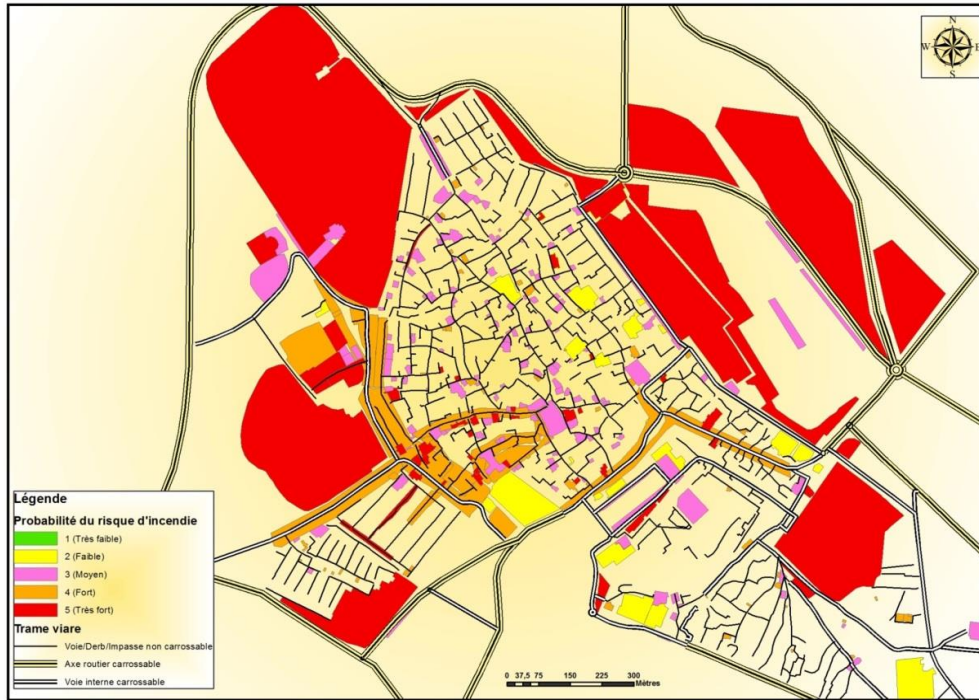 N
W E
S
Légende
Probabilité du risque d'incendie
1 (Très faible)
2 (Faible)
3 (Moyen)
4 (Fort)
5 (Très fort)
Trame viare
Voie/Derb/Impasse non carrossable
Axe routier carrossable
Voie interne carrossable
0 37,5 75 150 225 300
Mètres